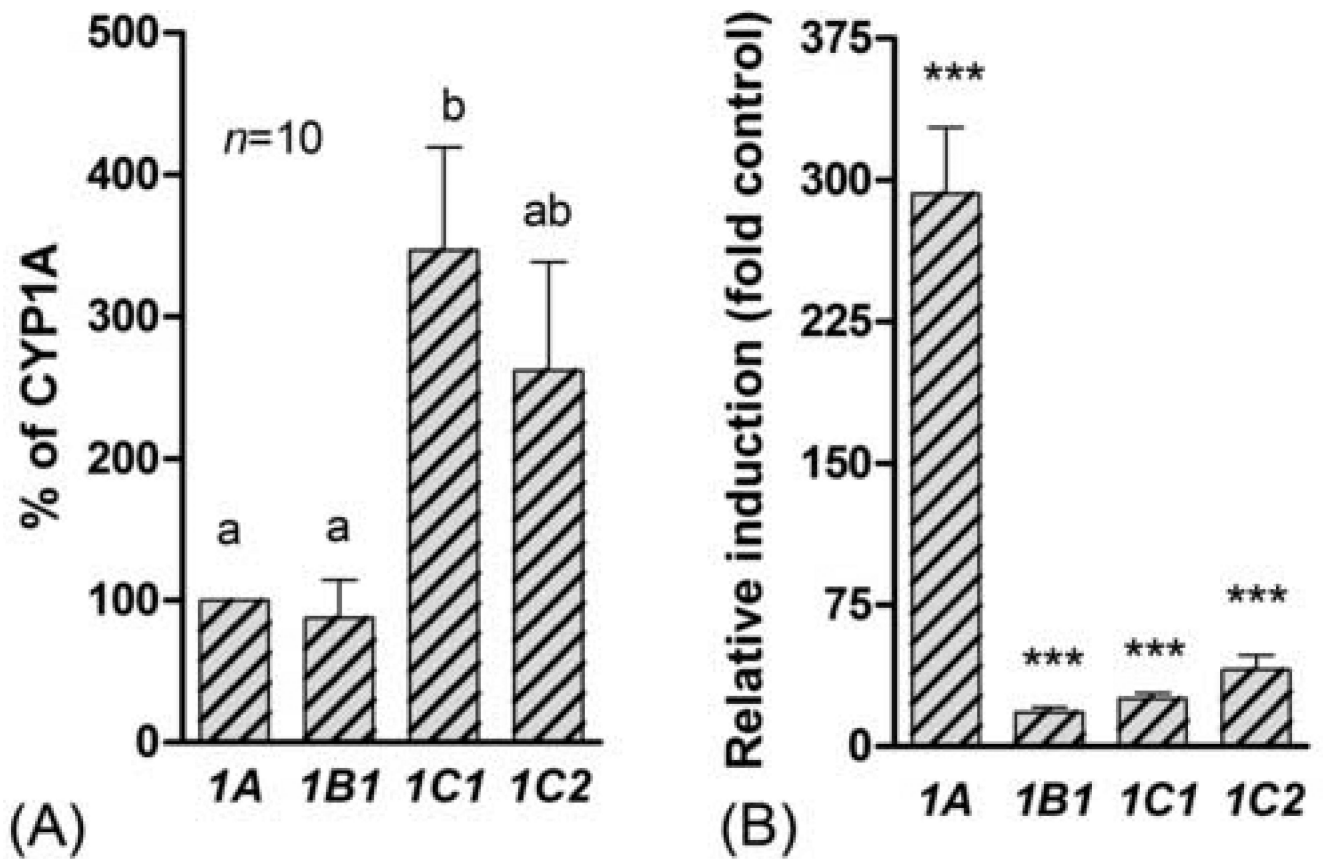 % of CYP1A
500
400
300
200
100
0
n=10
a
a
b
ab
1A 1B1 1C1 1C2
(A)
Relative induction (fold control)
375
300
225
150
75
0
***
***
***
***
1A 1B1 1C1 1C2
(B)